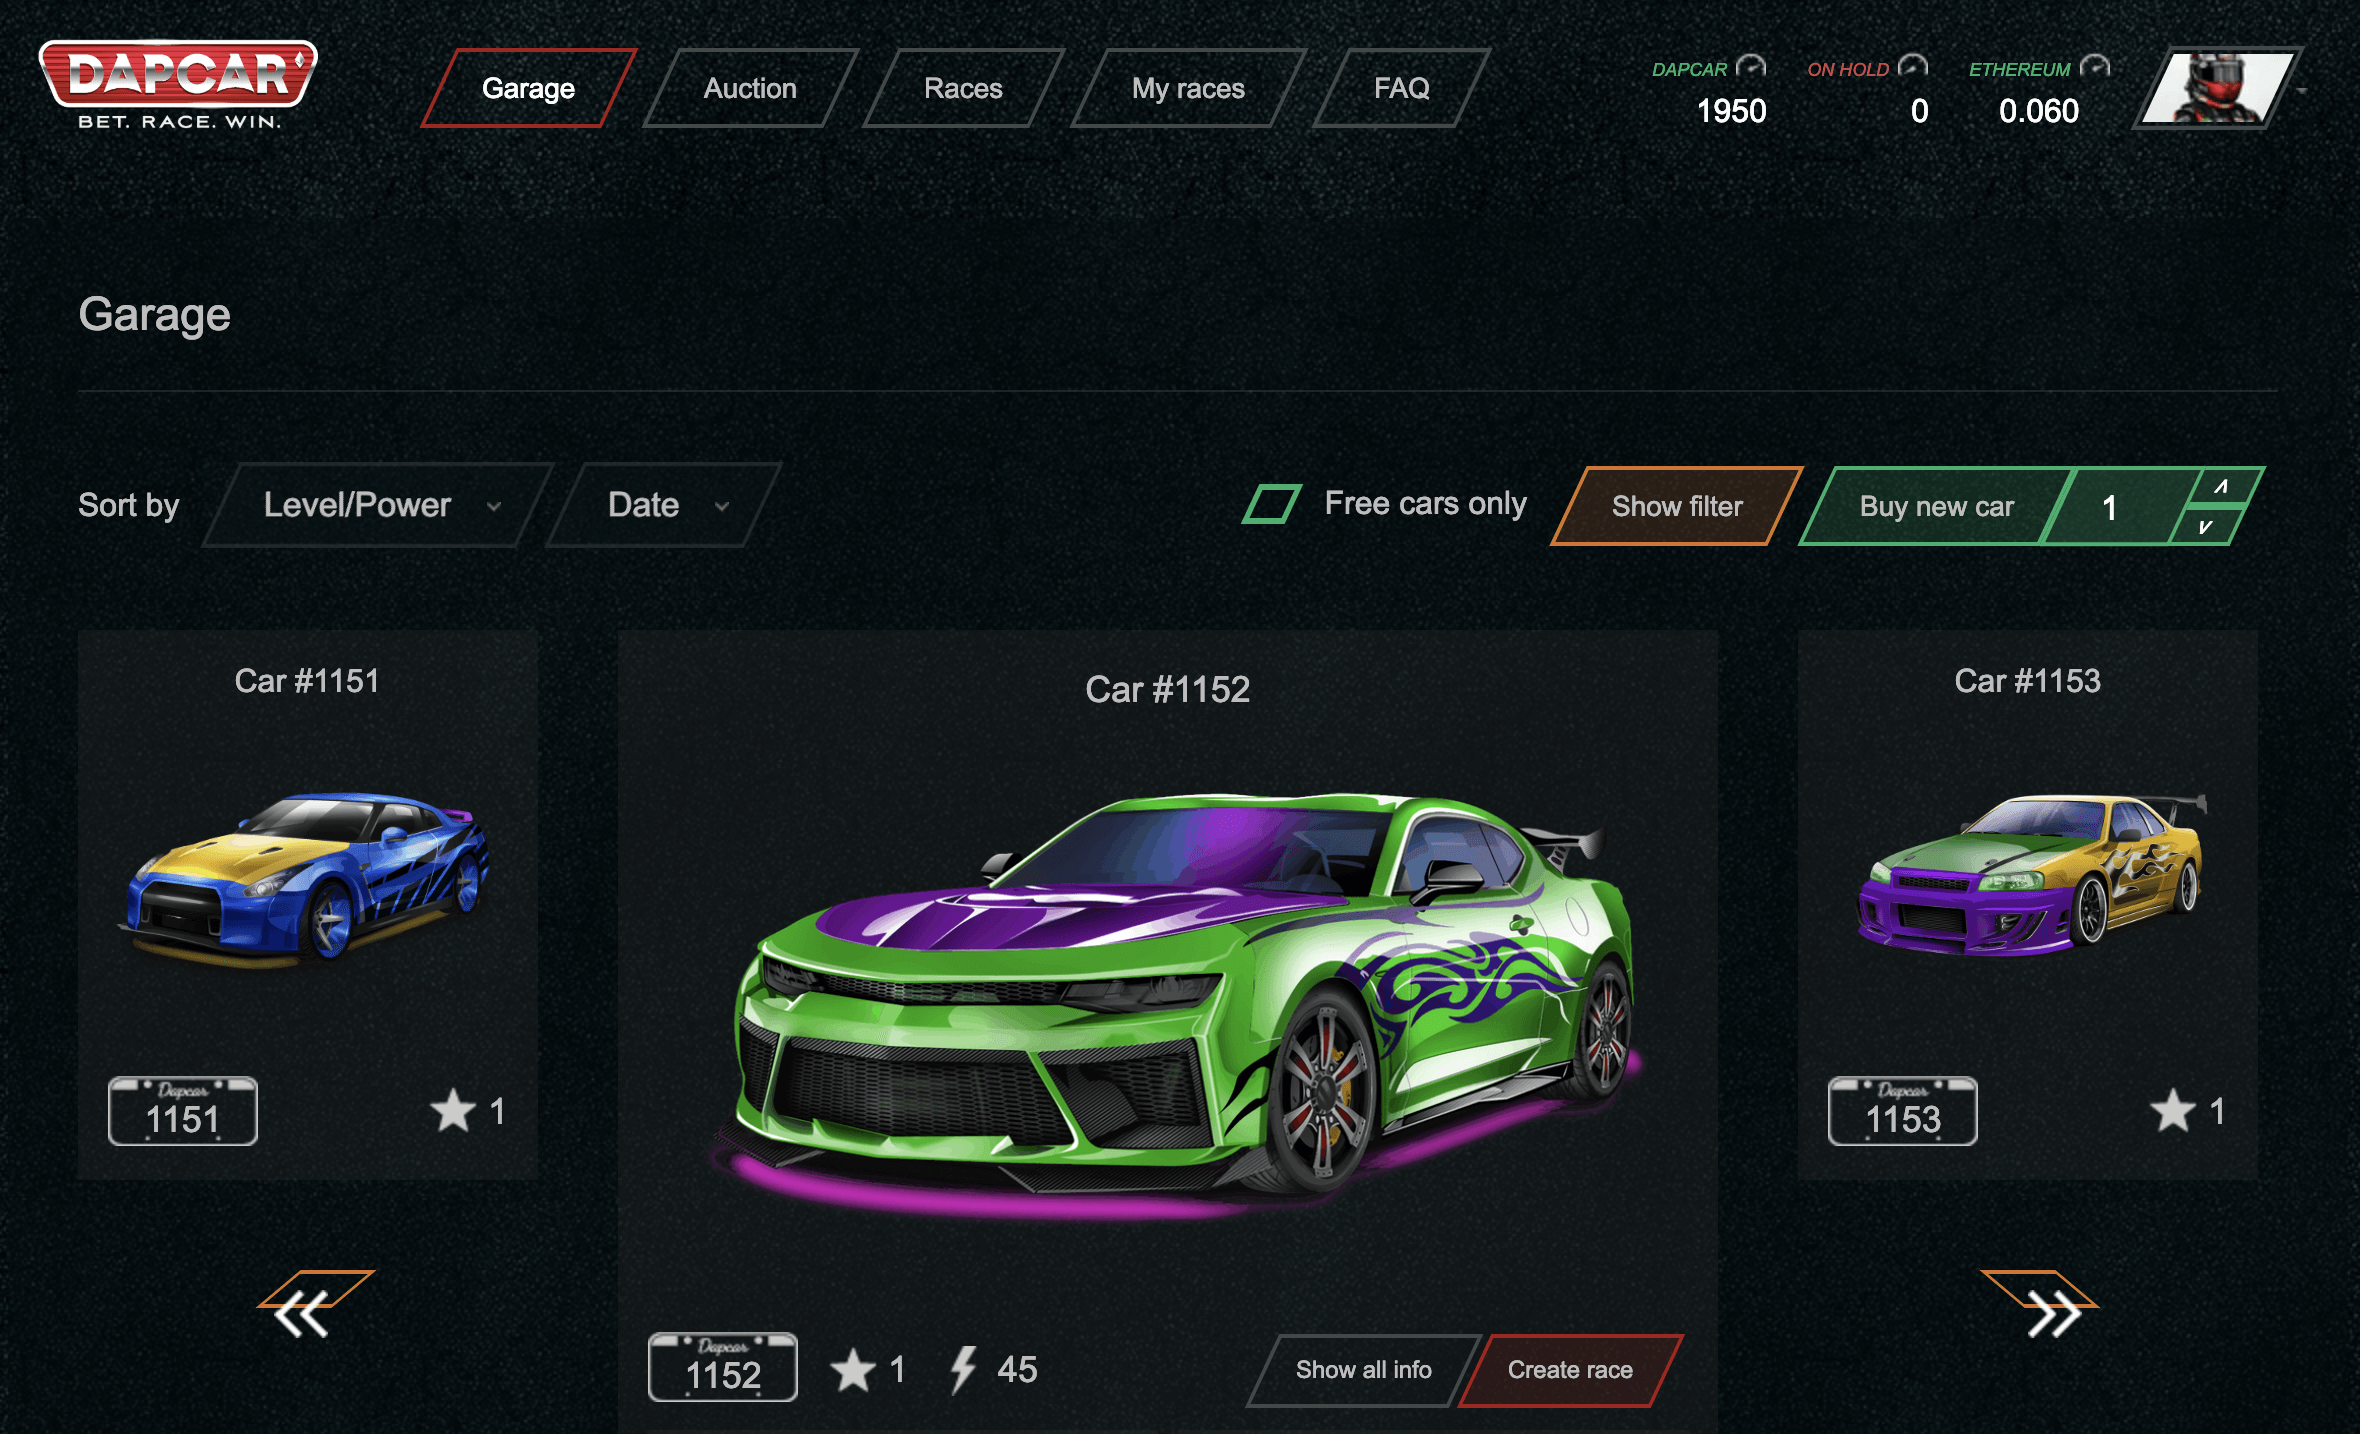 DAPCAR
BET. RACE. WIN.
Garage
Auction
Races
My races
FAQ
DAPCAR
1950
ON HOLD
0
ETHEREUM
0.060
Garage
Sort by
Level/Power
Date
Free cars only
Show filter
Buy new car
1
Car #1151
Dapcar
1151
1
Car #1152
Dapcar
1152
1
45
Show all info
Create race
Car #1153
Dapcar
1153
1